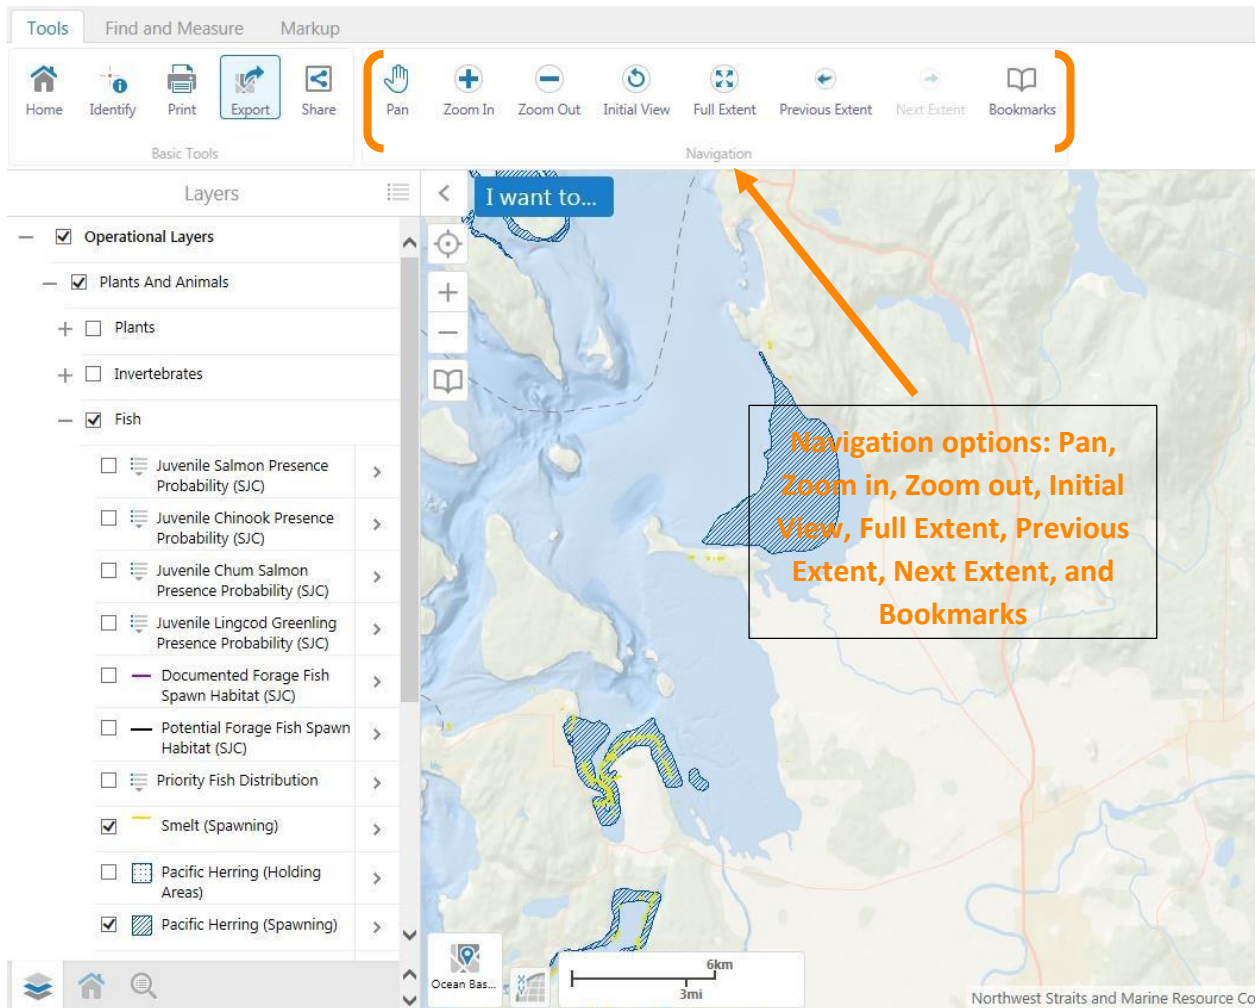 Tools Find and Measure Markup
Home Identify Print Export Share
Basic Tools
Pan Zoom In Zoom Out Initial View Full Extent Previous Extent Next Extent Bookmarks
Navigation
Layers
Operational Layers
Plants And Animals
Plants
Invertebrates
Fish
Juvenile Salmon Presence
Probability (SJC)
Juvenile Chinook Presence
Probability (SJC)
Juvenile Chum Salmon
Presence Probability (SJC)
Juvenile Lingcod Greenling
Presence Probability (SJC)
Documented Forage Fish
Spawn Habitat (SJC)
Potential Forage Fish Spawn
Habitat (SJC)
Priority Fish Distribution
Smelt (Spawning)
Pacific Herring (Holding
Areas)
Pacific Herring (Spawning)
I want to...
Navigation options: Pan,
Zoom in, Zoom out, Initial
View, Full Extent, Previous
Extent, Next Extent, and
Bookmarks
Ocean Bas...
6km
3mi
Northwest Straits and Marine Resource Co